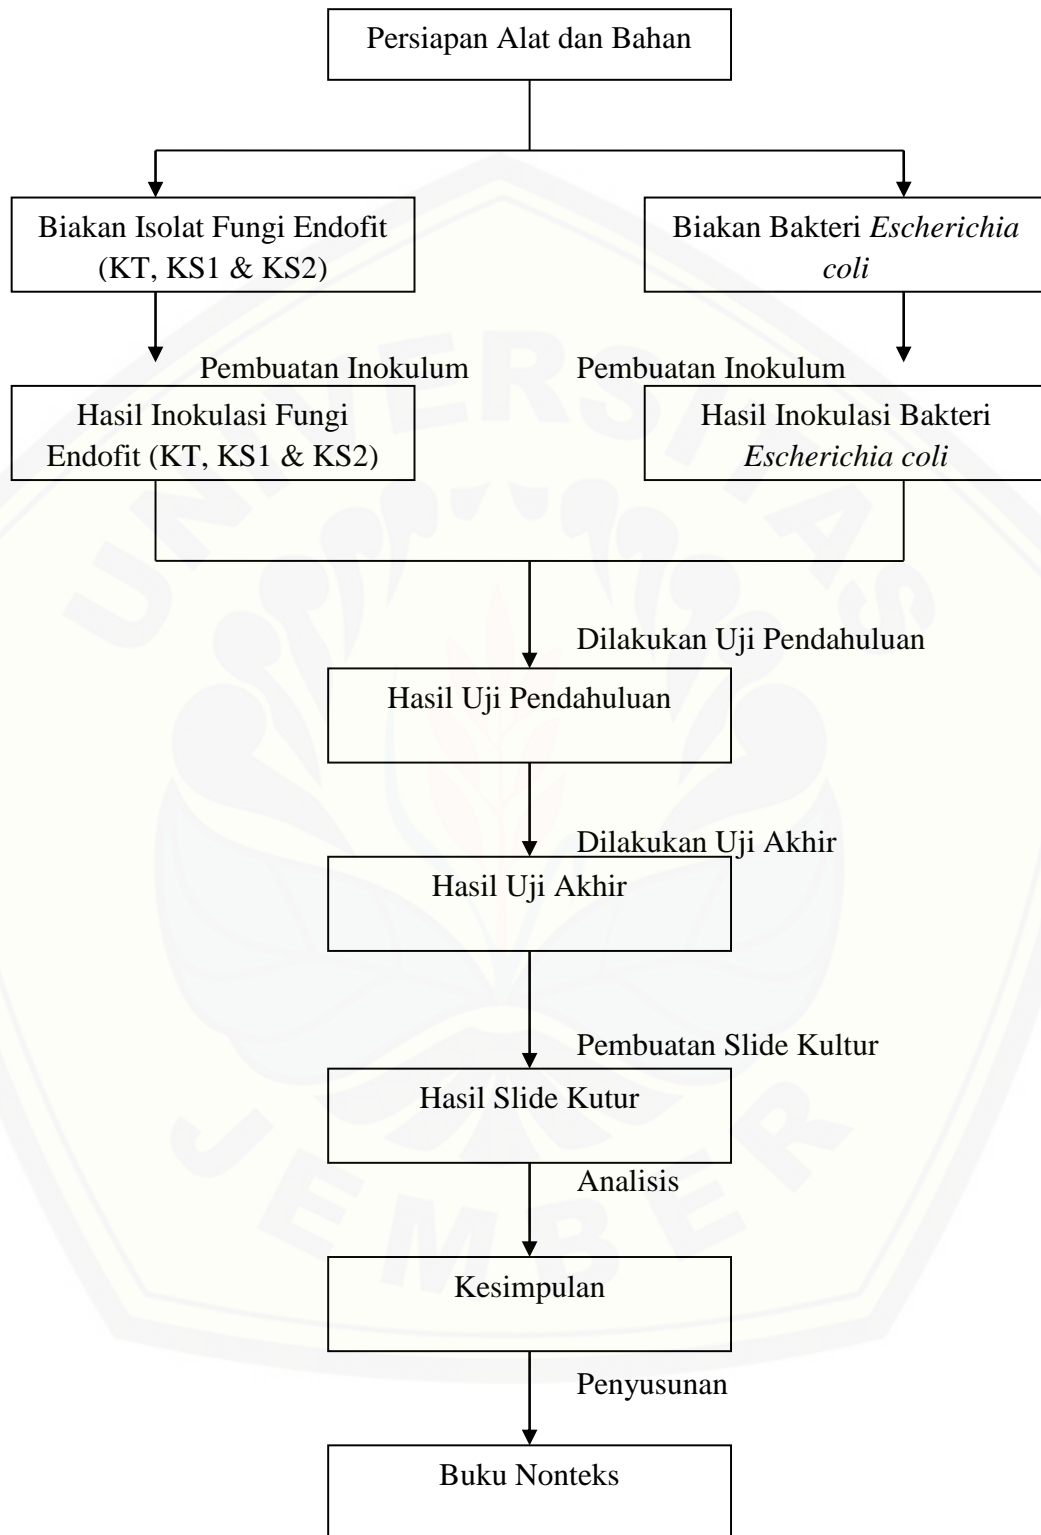 Persiapan Alat dan Bahan
Biakan Isolat Fungi Endofit
(KT, KS1 & KS2)
Biakan Bakteri Escherichia
coli
Pembuatan Inokulum
Pembuatan Inokulum
Hasil Inokulasi Fungi
Endofit (KT, KS1 & KS2)
Hasil Inokulasi Bakteri
Escherichia coli
Dilakukan Uji Pendahuluan
Hasil Uji Pendahuluan
Dilakukan Uji Akhir
Hasil Uji Akhir
Pembuatan Slide Kultur
Hasil Slide Kutur
Analisis
Kesimpulan
Penyusunan
Buku Nonteks
UNIVERSITAS
JEMBER